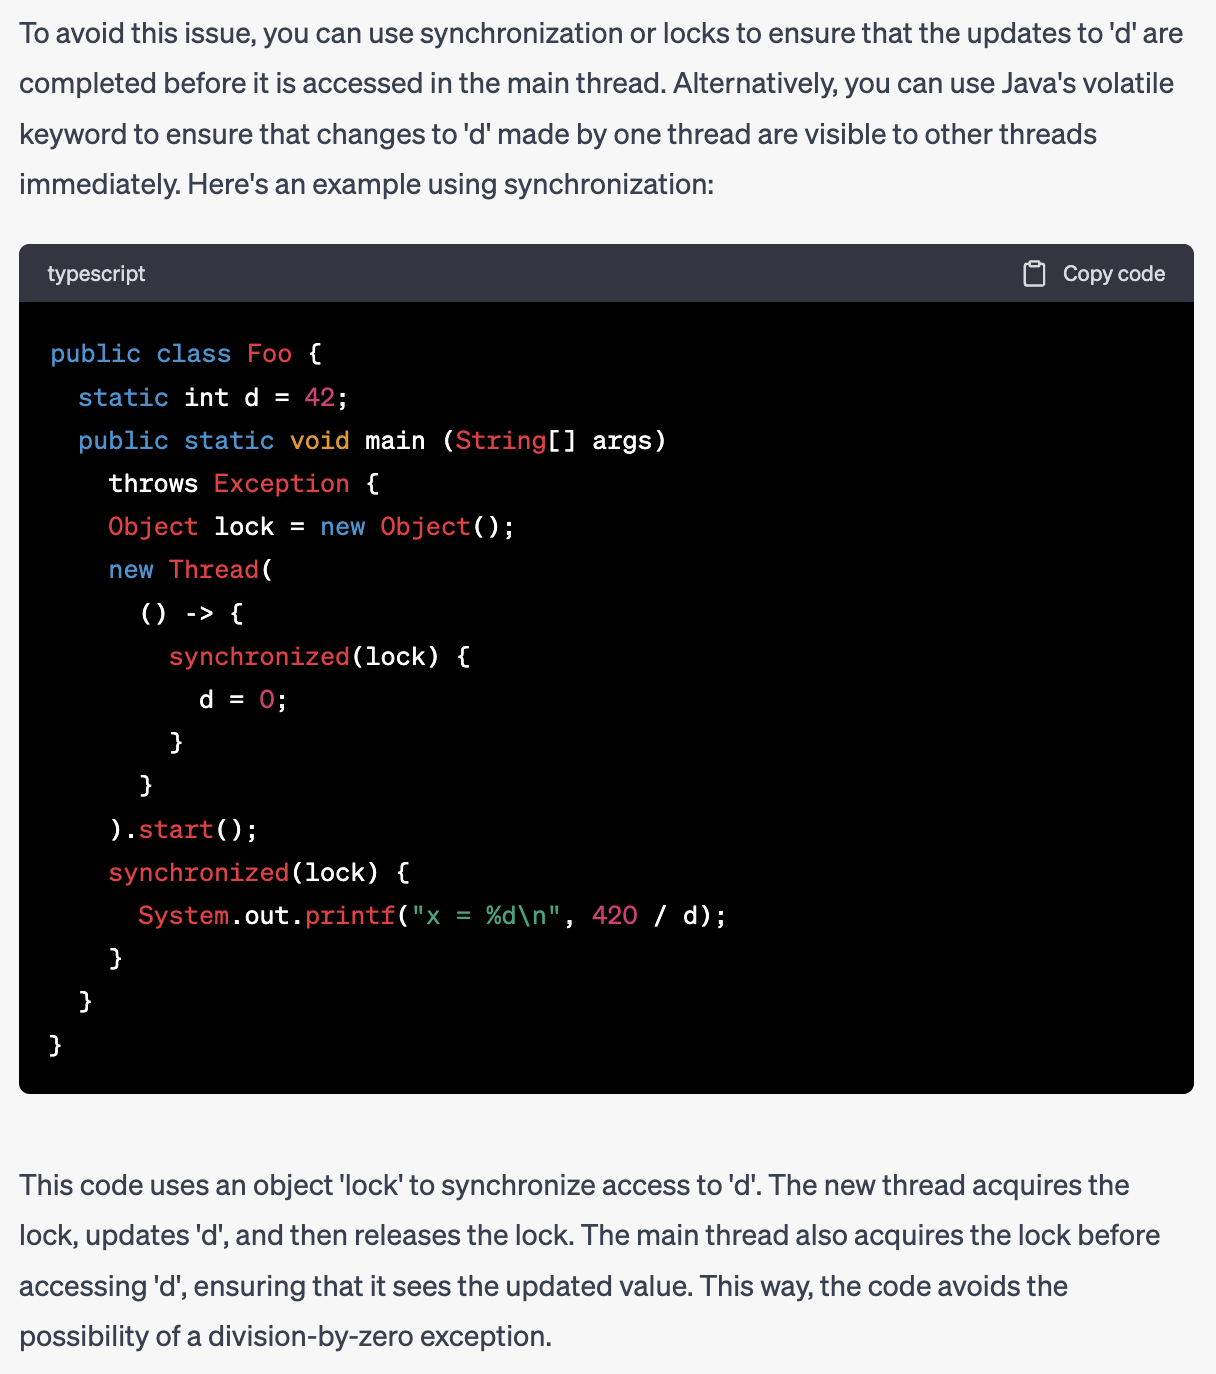 To avoid this issue, you can use synchronization or locks to ensure that the updates to 'd' are
completed before it is accessed in the main thread. Alternatively, you can use Java's volatile
keyword to ensure that changes to 'd' made by one thread are visible to other threads
immediately. Here's an example using synchronization:
typescript Copy code
public class Foo {
  static int d = 42;
  public static void main (String[] args)
    throws Exception {
    Object lock = new Object();
    new Thread(
      () -> {
        synchronized(lock) {
          d = 0;
        }
      }
    ).start();
    synchronized(lock) {
      System.out.printf("x = %d\n", 420 / d);
    }
  }
}
This code uses an object 'lock' to synchronize access to 'd'. The new thread acquires the
lock, updates 'd', and then releases the lock. The main thread also acquires the lock before
accessing 'd', ensuring that it sees the updated value. This way, the code avoids the
possibility of a division-by-zero exception.